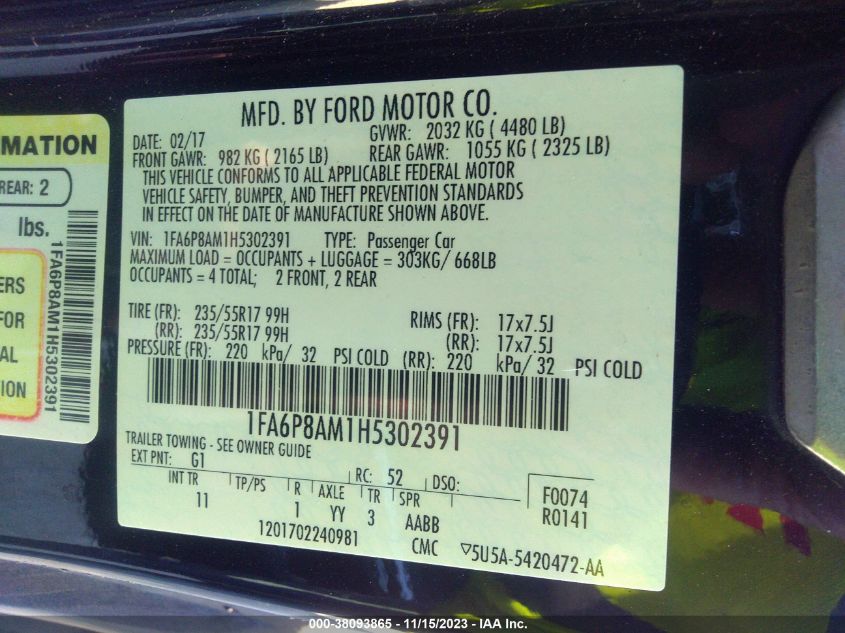 MFD. BY FORD MOTOR CO.
DATE: 02/17 GVWR: 2032 KG ( 4480 LB)
FRONT GAWR: 982 KG ( 2165 LB) REAR GAWR: 1055 KG ( 2325 LB)
THIS VEHICLE CONFORMS TO ALL APPLICABLE FEDERAL MOTOR
VEHICLE SAFETY, BUMPER, AND THEFT PREVENTION STANDARDS
IN EFFECT ON THE DATE OF MANUFACTURE SHOWN ABOVE.
VIN: 1FA6P8AM1H5302391 TYPE: Passenger Car
MAXIMUM LOAD = OCCUPANTS + LUGGAGE = 303KG/ 668LB
OCCUPANTS = 4 TOTAL; 2 FRONT, 2 REAR
TIRE (FR): 235/55R17 99H RIMS (FR): 17x7.5J
(RR): 235/55R17 99H (RR): 17x7.5J
PRESSURE (FR): 220 kPa/ 32 PSI COLD (RR): 220 kPa/ 32 PSI COLD
1FA6P8AM1H5302391
TRAILER TOWING - SEE OWNER GUIDE
EXT PNT: G1 RC: 52 DSO:
INT TR TP/PS R AXLE TR SPR F0074
11 1 YY 3 AABB R0141
1201702240981 CMC ▽5U5A-5420472-AA
MATION
REAR: 2
lbs.
1FA6P8AM1H5302391
ERS
FOR
AL
TION
000-38093865 - 11/15/2023 - IAA Inc.